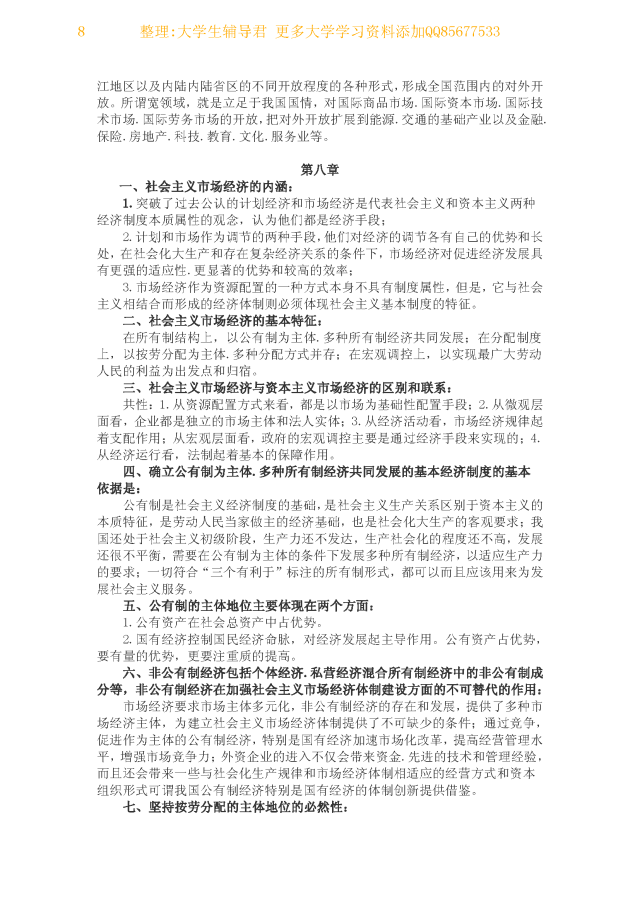 8 整理:大学生辅导君 更多大学学习资料添加QQ85677533
江地区以及内陆内陆省区的不同开放程度的各种形式,形成全国范围内的对外开
放。所谓宽领域，就是立足于我国国情，对国际商品市场.国际资本市场.国际技
术市场.国际劳务市场的开放,把对外开放扩展到能源.交通的基础产业以及金融.
保险.房地产.科技.教育.文化.服务业等。
第八章
一、社会主义市场经济的内涵：
1.突破了过去公认的计划经济和市场经济是代表社会主义和资本主义两种
经济制度本质属性的观念，认为他们都是经济手段；
2.计划和市场作为调节的两种手段,他们对经济的调节各有自己的优势和长
处，在社会化大生产和存在复杂经济关系的条件下，市场经济对促进经济发展具
有更强的适应性.更显著的优势和较高的效率；
3.市场经济作为资源配置的一种方式本身不具有制度属性，但是，它与社会
主义相结合而形成的经济体制则必须体现社会主义基本制度的特征。
二、社会主义市场经济的基本特征：
在所有制结构上，以公有制为主体.多种所有制经济共同发展；在分配制度
上，以按劳分配为主体.多种分配方式并存；在宏观调控上，以实现最广大劳动
人民的利益为出发点和归宿。
三、社会主义市场经济与资本主义市场经济的区别和联系：
共性：1.从资源配置方式来看，都是以市场为基础性配置手段；2.从微观层
面看，企业都是独立的市场主体和法人实体；3.从经济活动看，市场经济规律起
着支配作用；从宏观层面看，政府的宏观调控主要是通过经济手段来实现的；4.
从经济运行看，法制起着基本的保障作用。
四、确立公有制为主体.多种所有制经济共同发展的基本经济制度的基本
依据是：
公有制是社会主义经济制度的基础,是社会主义生产关系区别于资本主义的
本质特征，是劳动人民当家做主的经济基础，也是社会化大生产的客观要求；我
国还处于社会主义初级阶段，生产力还不发达，生产社会化的程度还不高，发展
还很不平衡，需要在公有制为主体的条件下发展多种所有制经济，以适应生产力
的要求；一切符合“三个有利于”标注的所有制形式，都可以而且应该用来为发
展社会主义服务。
五、公有制的主体地位主要体现在两个方面：
1.公有资产在社会总资产中占优势。
2.国有经济控制国民经济命脉，对经济发展起主导作用。公有资产占优势，
要有量的优势，更要注重质的提高。
六、非公有制经济包括个体经济.私营经济混合所有制经济中的非公有制成
分等，非公有制经济在加强社会主义市场经济体制建设方面的不可替代的作用：
市场经济要求市场主体多元化，非公有制经济的存在和发展，提供了多种市
场经济主体，为建立社会主义市场经济体制提供了不可缺少的条件；通过竞争，
促进作为主体的公有制经济，特别是国有经济加速市场化改革，提高经营管理水
平，增强市场竞争力；外资企业的进入不仅会带来资金.先进的技术和管理经验，
而且还会带来一些与社会化生产规律和市场经济体制相适应的经营方式和资本
组织形式可谓我国公有制经济特别是国有经济的体制创新提供借鉴。
七、坚持按劳分配的主体地位的必然性：